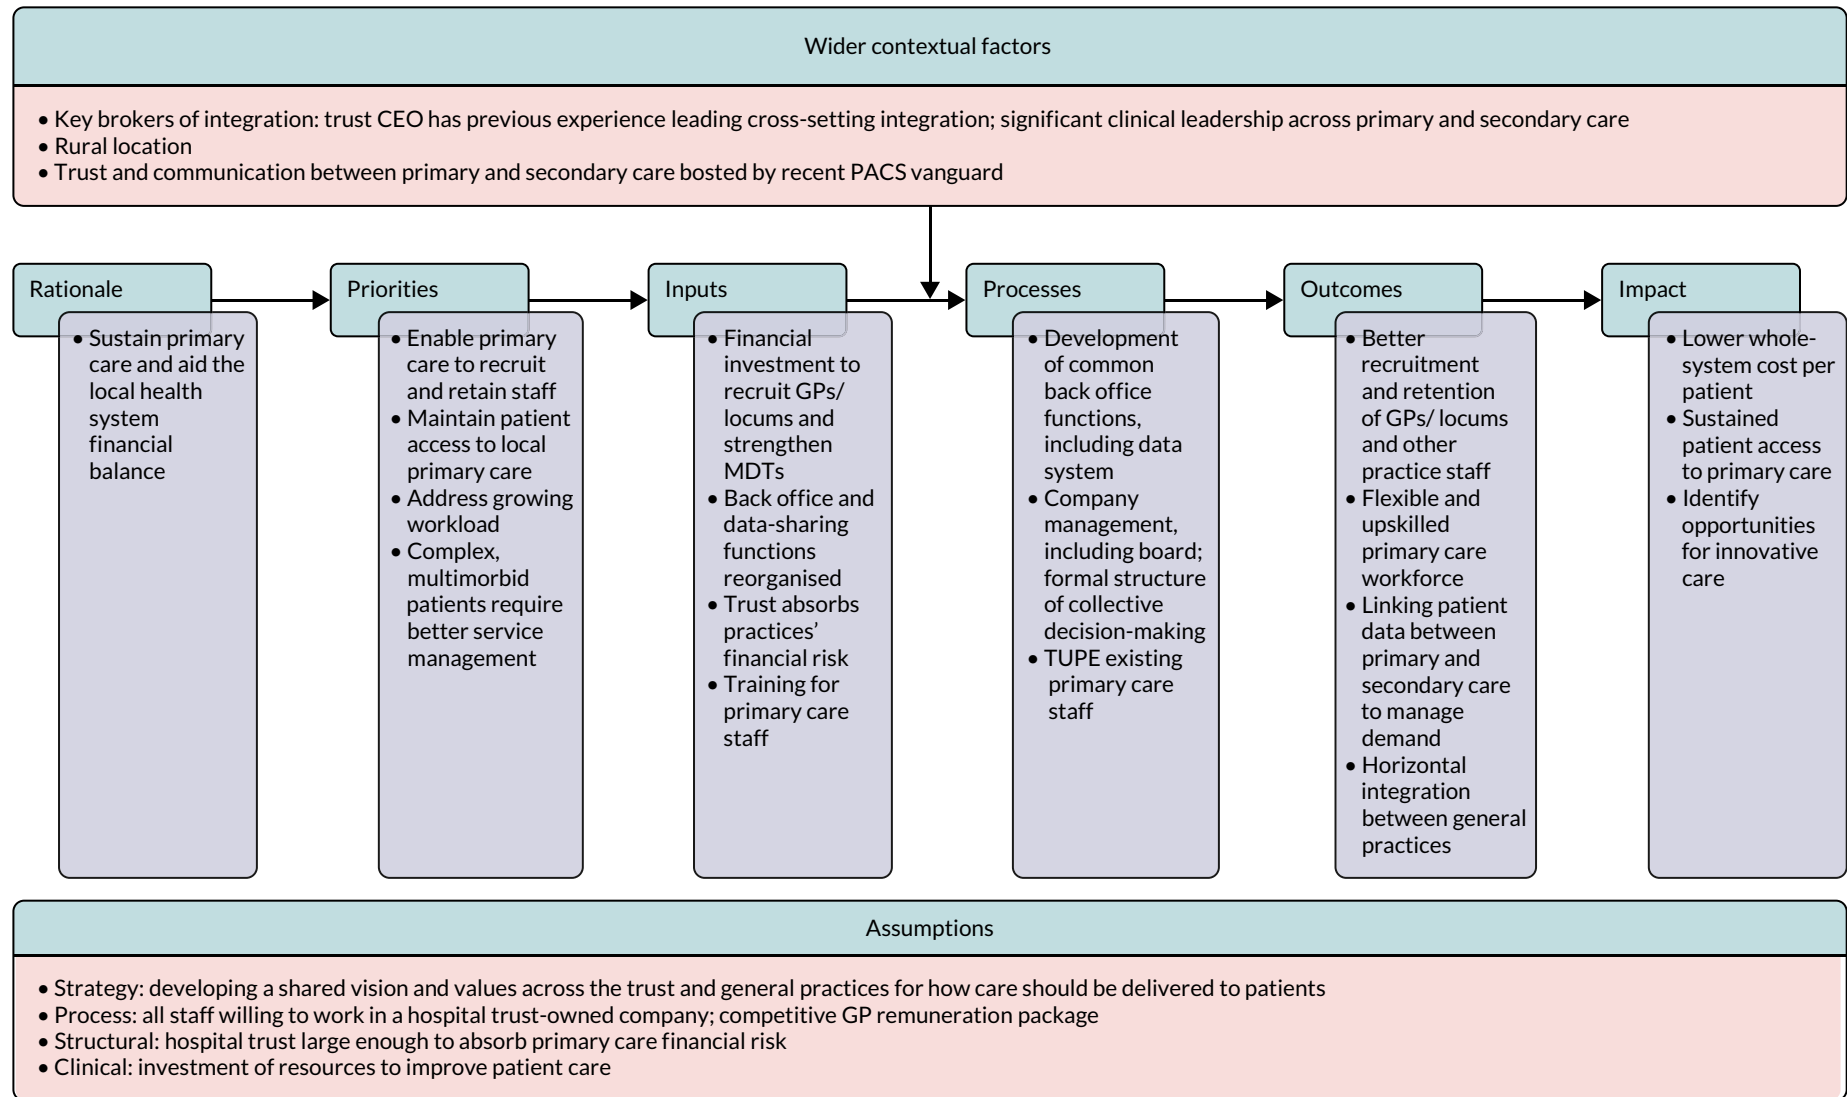 Wider contextual factors
• Key brokers of integration: trust CEO has previous experience leading cross-setting integration; significant clinical leadership across primary and secondary care
• Rural location
• Trust and communication between primary and secondary care bosted by recent PACS vanguard
Rationale
• Sustain primary
care and aid the
local health
system
financial
balance
Priorities
• Enable primary
care to recruit
and retain staff
• Maintain patient
access to local
primary care
• Address growing
workload
• Complex,
multimorbid
patients require
better service
management
Inputs
• Financial
investment to
recruit GPs/
locums and
strengthen
MDTs
• Back office and
data-sharing
functions
reorganised
• Trust absorbs
practices’
financial risk
• Training for
primary care
staff
Processes
• Development
of common
back office
functions,
including data
system
• Company
management,
including board;
formal structure
of collective
decision-making
• TUPE existing
primary care
staff
Outcomes
• Better
recruitment
and retention
of GPs/ locums
and other
practice staff
• Flexible and
upskilled
primary care
workforce
• Linking patient
data between
primary and
secondary care
to manage
demand
• Horizontal
integration
between general
practices
Impact
• Lower whole-
system cost per
patient
• Sustained
patient access
to primary care
• Identify
opportunities
for innovative
care
Assumptions
• Strategy: developing a shared vision and values across the trust and general practices for how care should be delivered to patients
• Process: all staff willing to work in a hospital trust-owned company; competitive GP remuneration package
• Structural: hospital trust large enough to absorb primary care financial risk
• Clinical: investment of resources to improve patient care